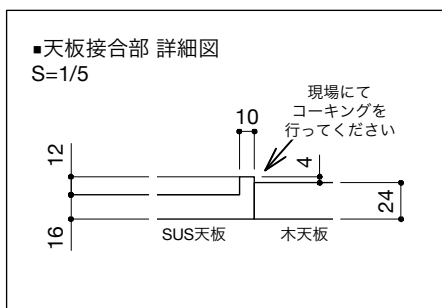 ■天板接合部 詳細図
S=1/5
現場にて
コーキングを
行ってください
10
12
4
24
16
SUS天板
木天板